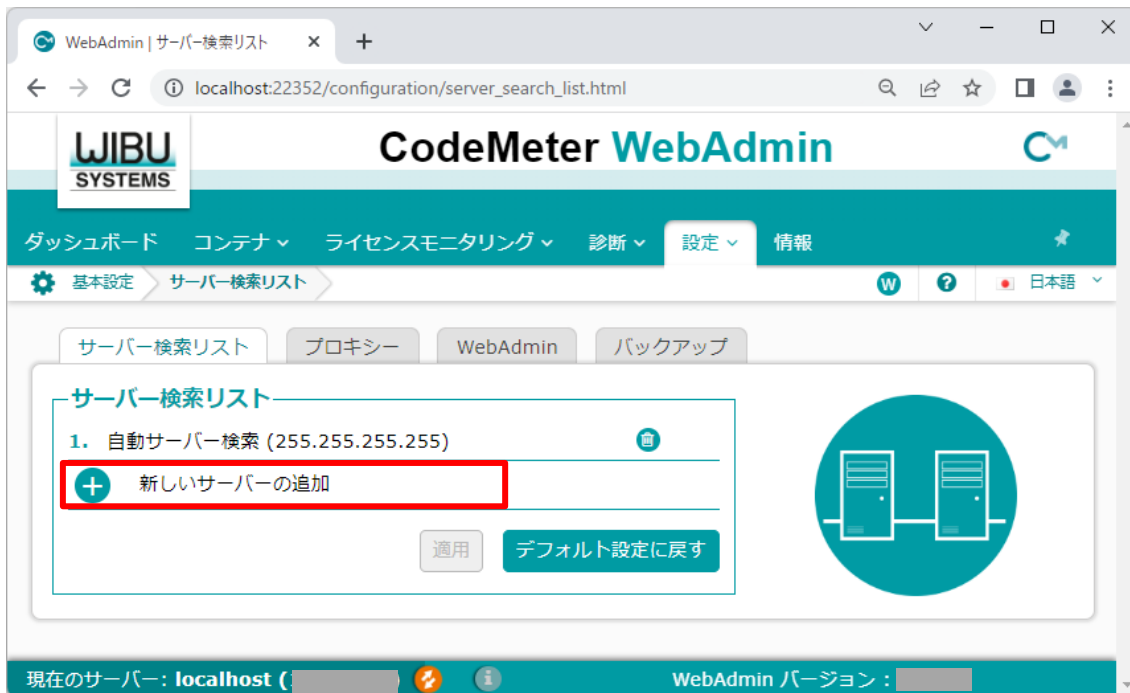 WebAdmin | サーバー検索リスト
localhost:22352/configuration/server_search_list.html
WIBU
SYSTEMS
CodeMeter WebAdmin
ダッシュボード コンテナ ライセンスモニタリング 診断 設定 情報
基本設定 サーバー検索リスト W ? 日本語
サーバー検索リスト プロキシー WebAdmin バックアップ
サーバー検索リスト
1. 自動サーバー検索 (255.255.255.255)
新しいサーバーの追加
適用 デフォルト設定に戻す
現在のサーバー: localhost ( ) WebAdmin バージョン :